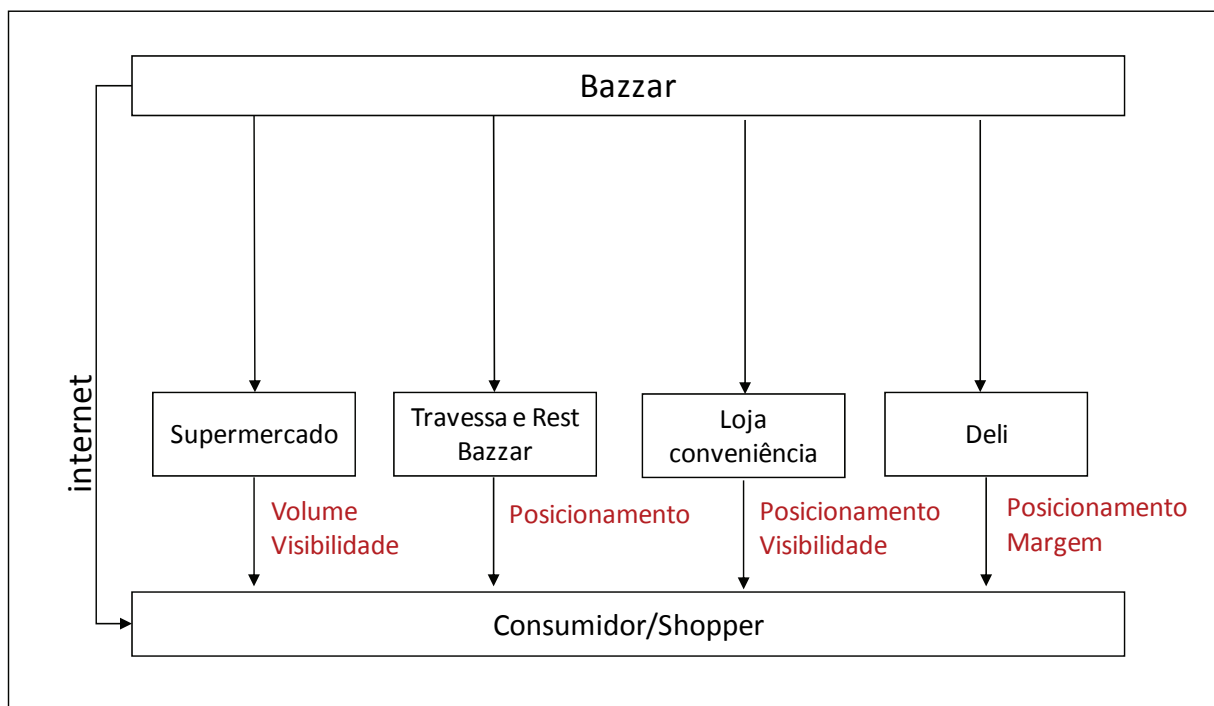 Bazzar
internet
Supermercado
Travessa e Rest
Bazzar
Loja
conveniência
Deli
Volume
Visibilidade
Posicionamento
Posicionamento
Visibilidade
Posicionamento
Margem
Consumidor/Shopper